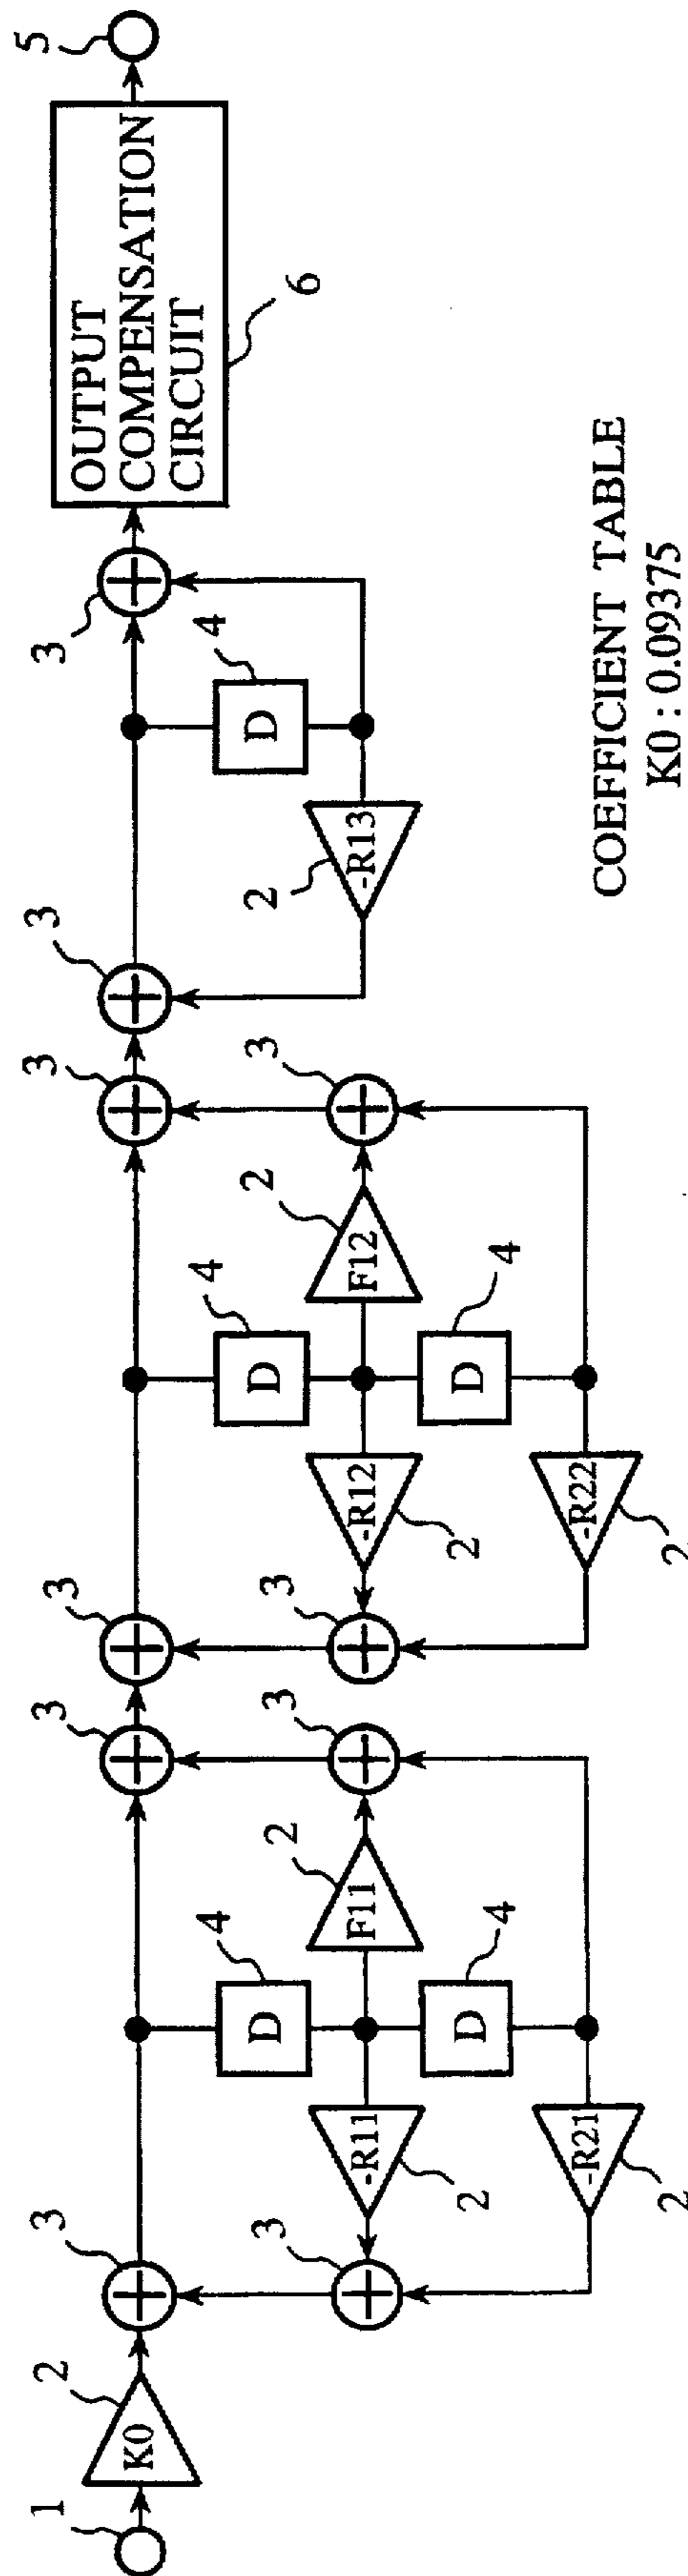 1
K0
2
3
3
-R11
2
-R21
2
D
4
D
4
F11
2
3
3
3
3
-R12
2
-R22
2
D
4
D
4
F12
2
3
3
3
-R13
2
D
4
3
OUTPUT
COMPENSATION
CIRCUIT
6
5
COEFFICIENT TABLE
K0 : 0.09375